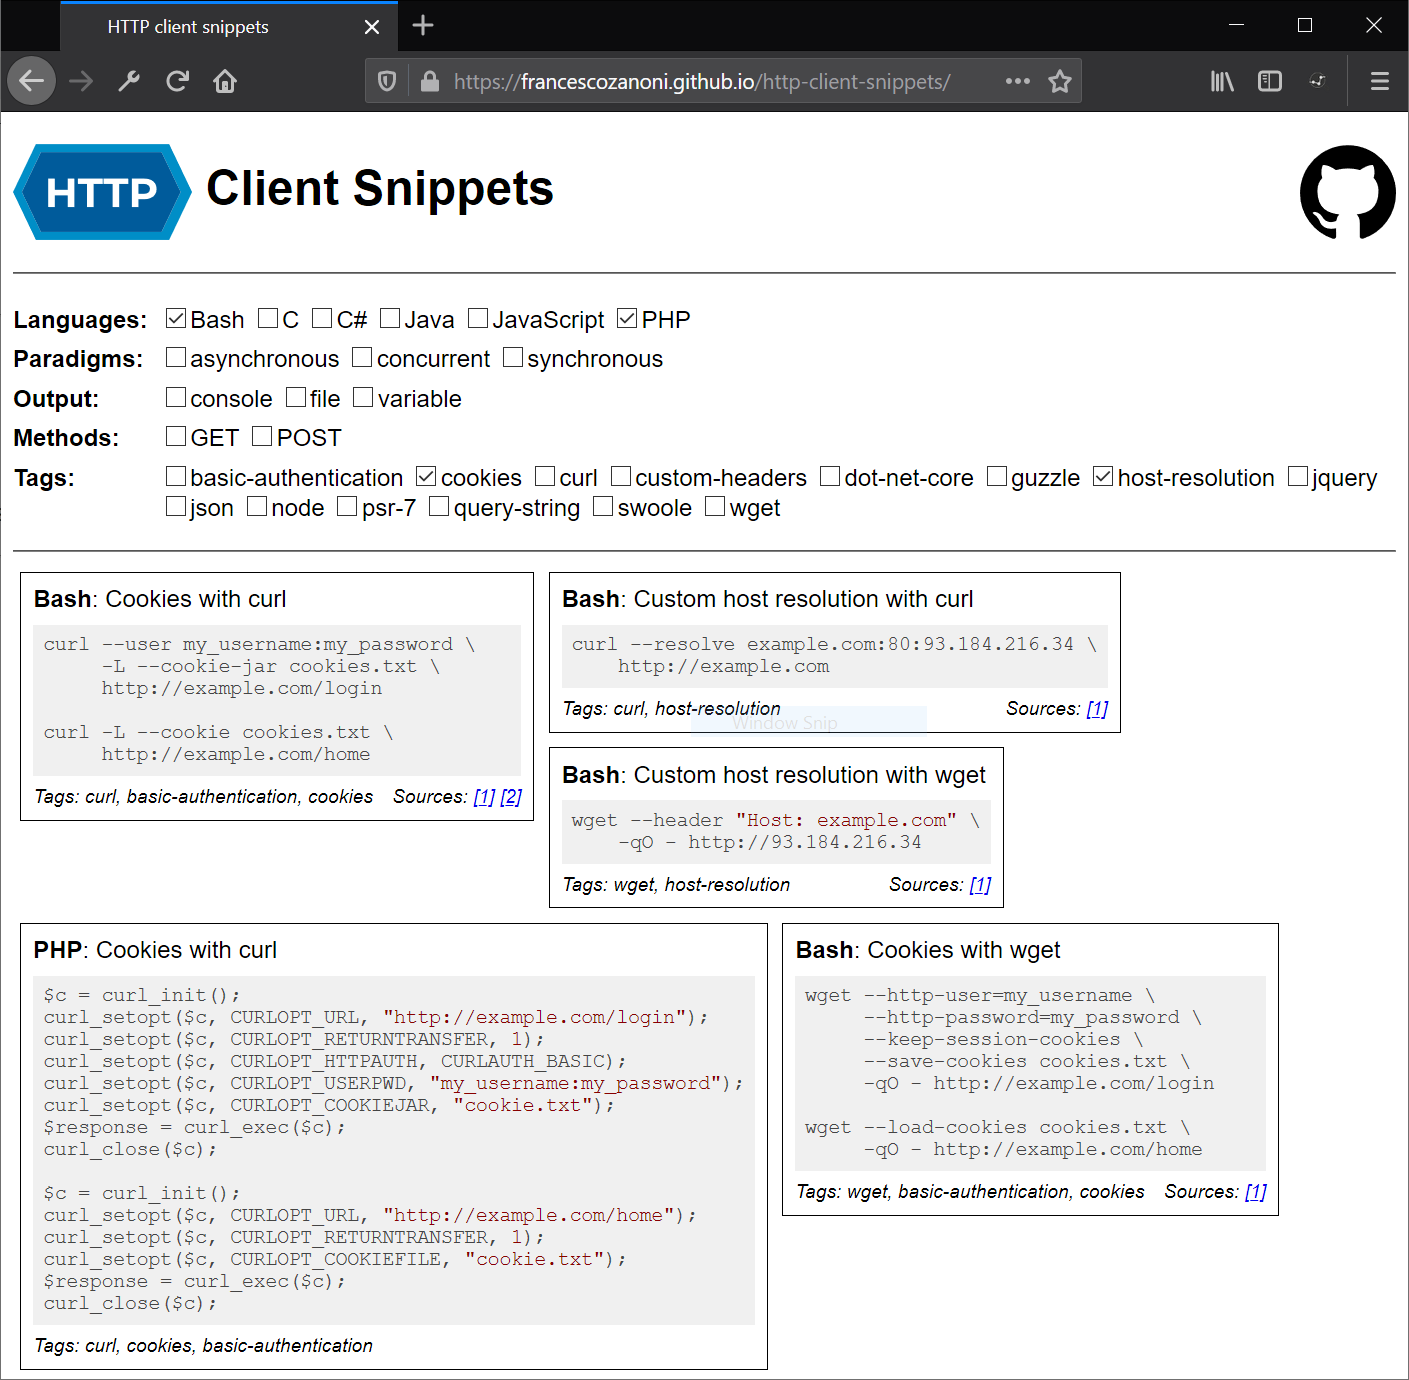 HTTP client snippets
https://francescozanoni.github.io/http-client-snippets/
HTTP Client Snippets
Languages: Bash C C# Java JavaScript PHP
Paradigms: asynchronous concurrent synchronous
Output: console file variable
Methods: GET POST
Tags: basic-authentication cookies curl custom-headers dot-net-core guzzle host-resolution jquery
json node psr-7 query-string swoole wget
Bash: Cookies with curl
curl --user my_username:my_password \
-L --cookie-jar cookies.txt \
http://example.com/login
curl -L --cookie cookies.txt \
http://example.com/home
Tags: curl, basic-authentication, cookies Sources: [1] [2]
Bash: Custom host resolution with curl
curl --resolve example.com:80:93.184.216.34 \
http://example.com
Tags: curl, host-resolution Sources: [1]
Window Snip
Bash: Custom host resolution with wget
wget --header "Host: example.com" \
-qO - http://93.184.216.34
Tags: wget, host-resolution Sources: [1]
PHP: Cookies with curl
$c = curl_init();
curl_setopt($c, CURLOPT_URL, "http://example.com/login");
curl_setopt($c, CURLOPT_RETURNTRANSFER, 1);
curl_setopt($c, CURLOPT_HTTPAUTH, CURLAUTH_BASIC);
curl_setopt($c, CURLOPT_USERPWD, "my_username:my_password");
curl_setopt($c, CURLOPT_COOKIEJAR, "cookie.txt");
$response = curl_exec($c);
curl_close($c);
$c = curl_init();
curl_setopt($c, CURLOPT_URL, "http://example.com/home");
curl_setopt($c, CURLOPT_RETURNTRANSFER, 1);
curl_setopt($c, CURLOPT_COOKIEFILE, "cookie.txt");
$response = curl_exec($c);
curl_close($c);
Tags: curl, cookies, basic-authentication
Bash: Cookies with wget
wget --http-user=my_username \
--http-password=my_password \
--keep-session-cookies \
--save-cookies cookies.txt \
-qO - http://example.com/login
wget --load-cookies cookies.txt \
-qO - http://example.com/home
Tags: wget, basic-authentication, cookies Sources: [1]